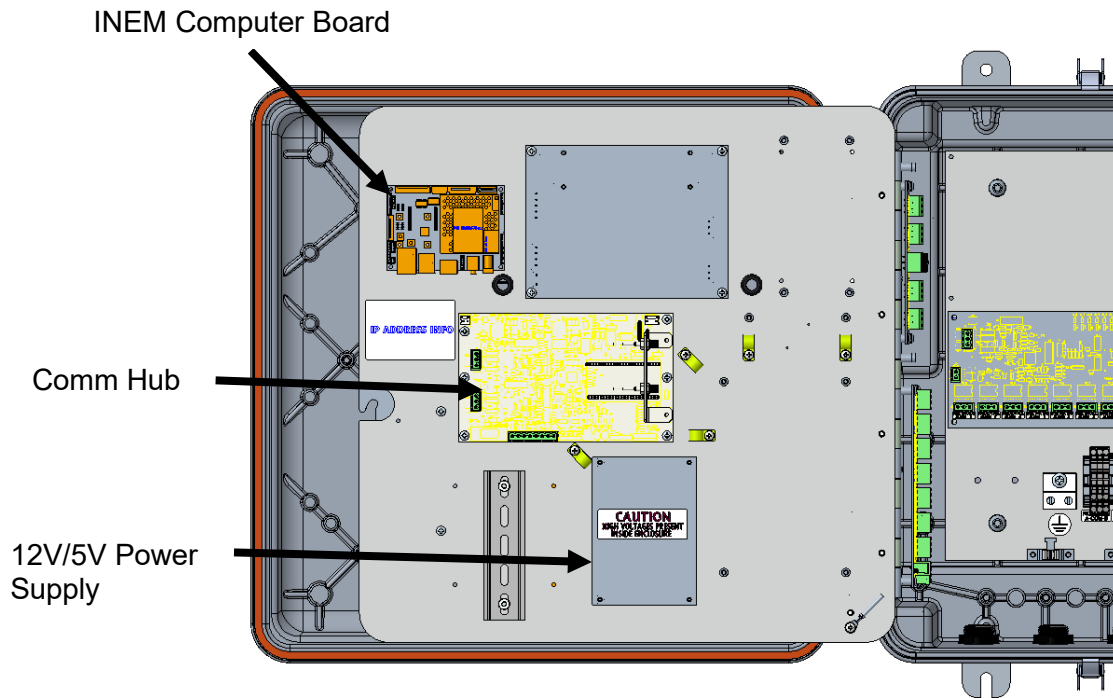 INEM Computer Board
IP ADDRESS INFO
Comm Hub
CAUTION
HIGH VOLTAGES PRESENT
INSIDE ENCLOSURE
12V/5V Power
Supply